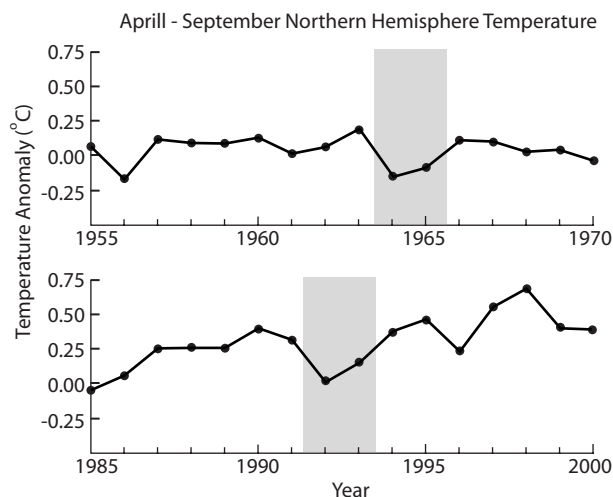 Aprill - September Northern Hemisphere Temperature
Temperature Anomaly (°C)
0.75
0.50
0.25
0.00
-0.25
1955 1960 1965 1970
0.75
0.50
0.25
0.00
-0.25
1985 1990 1995 2000
Year